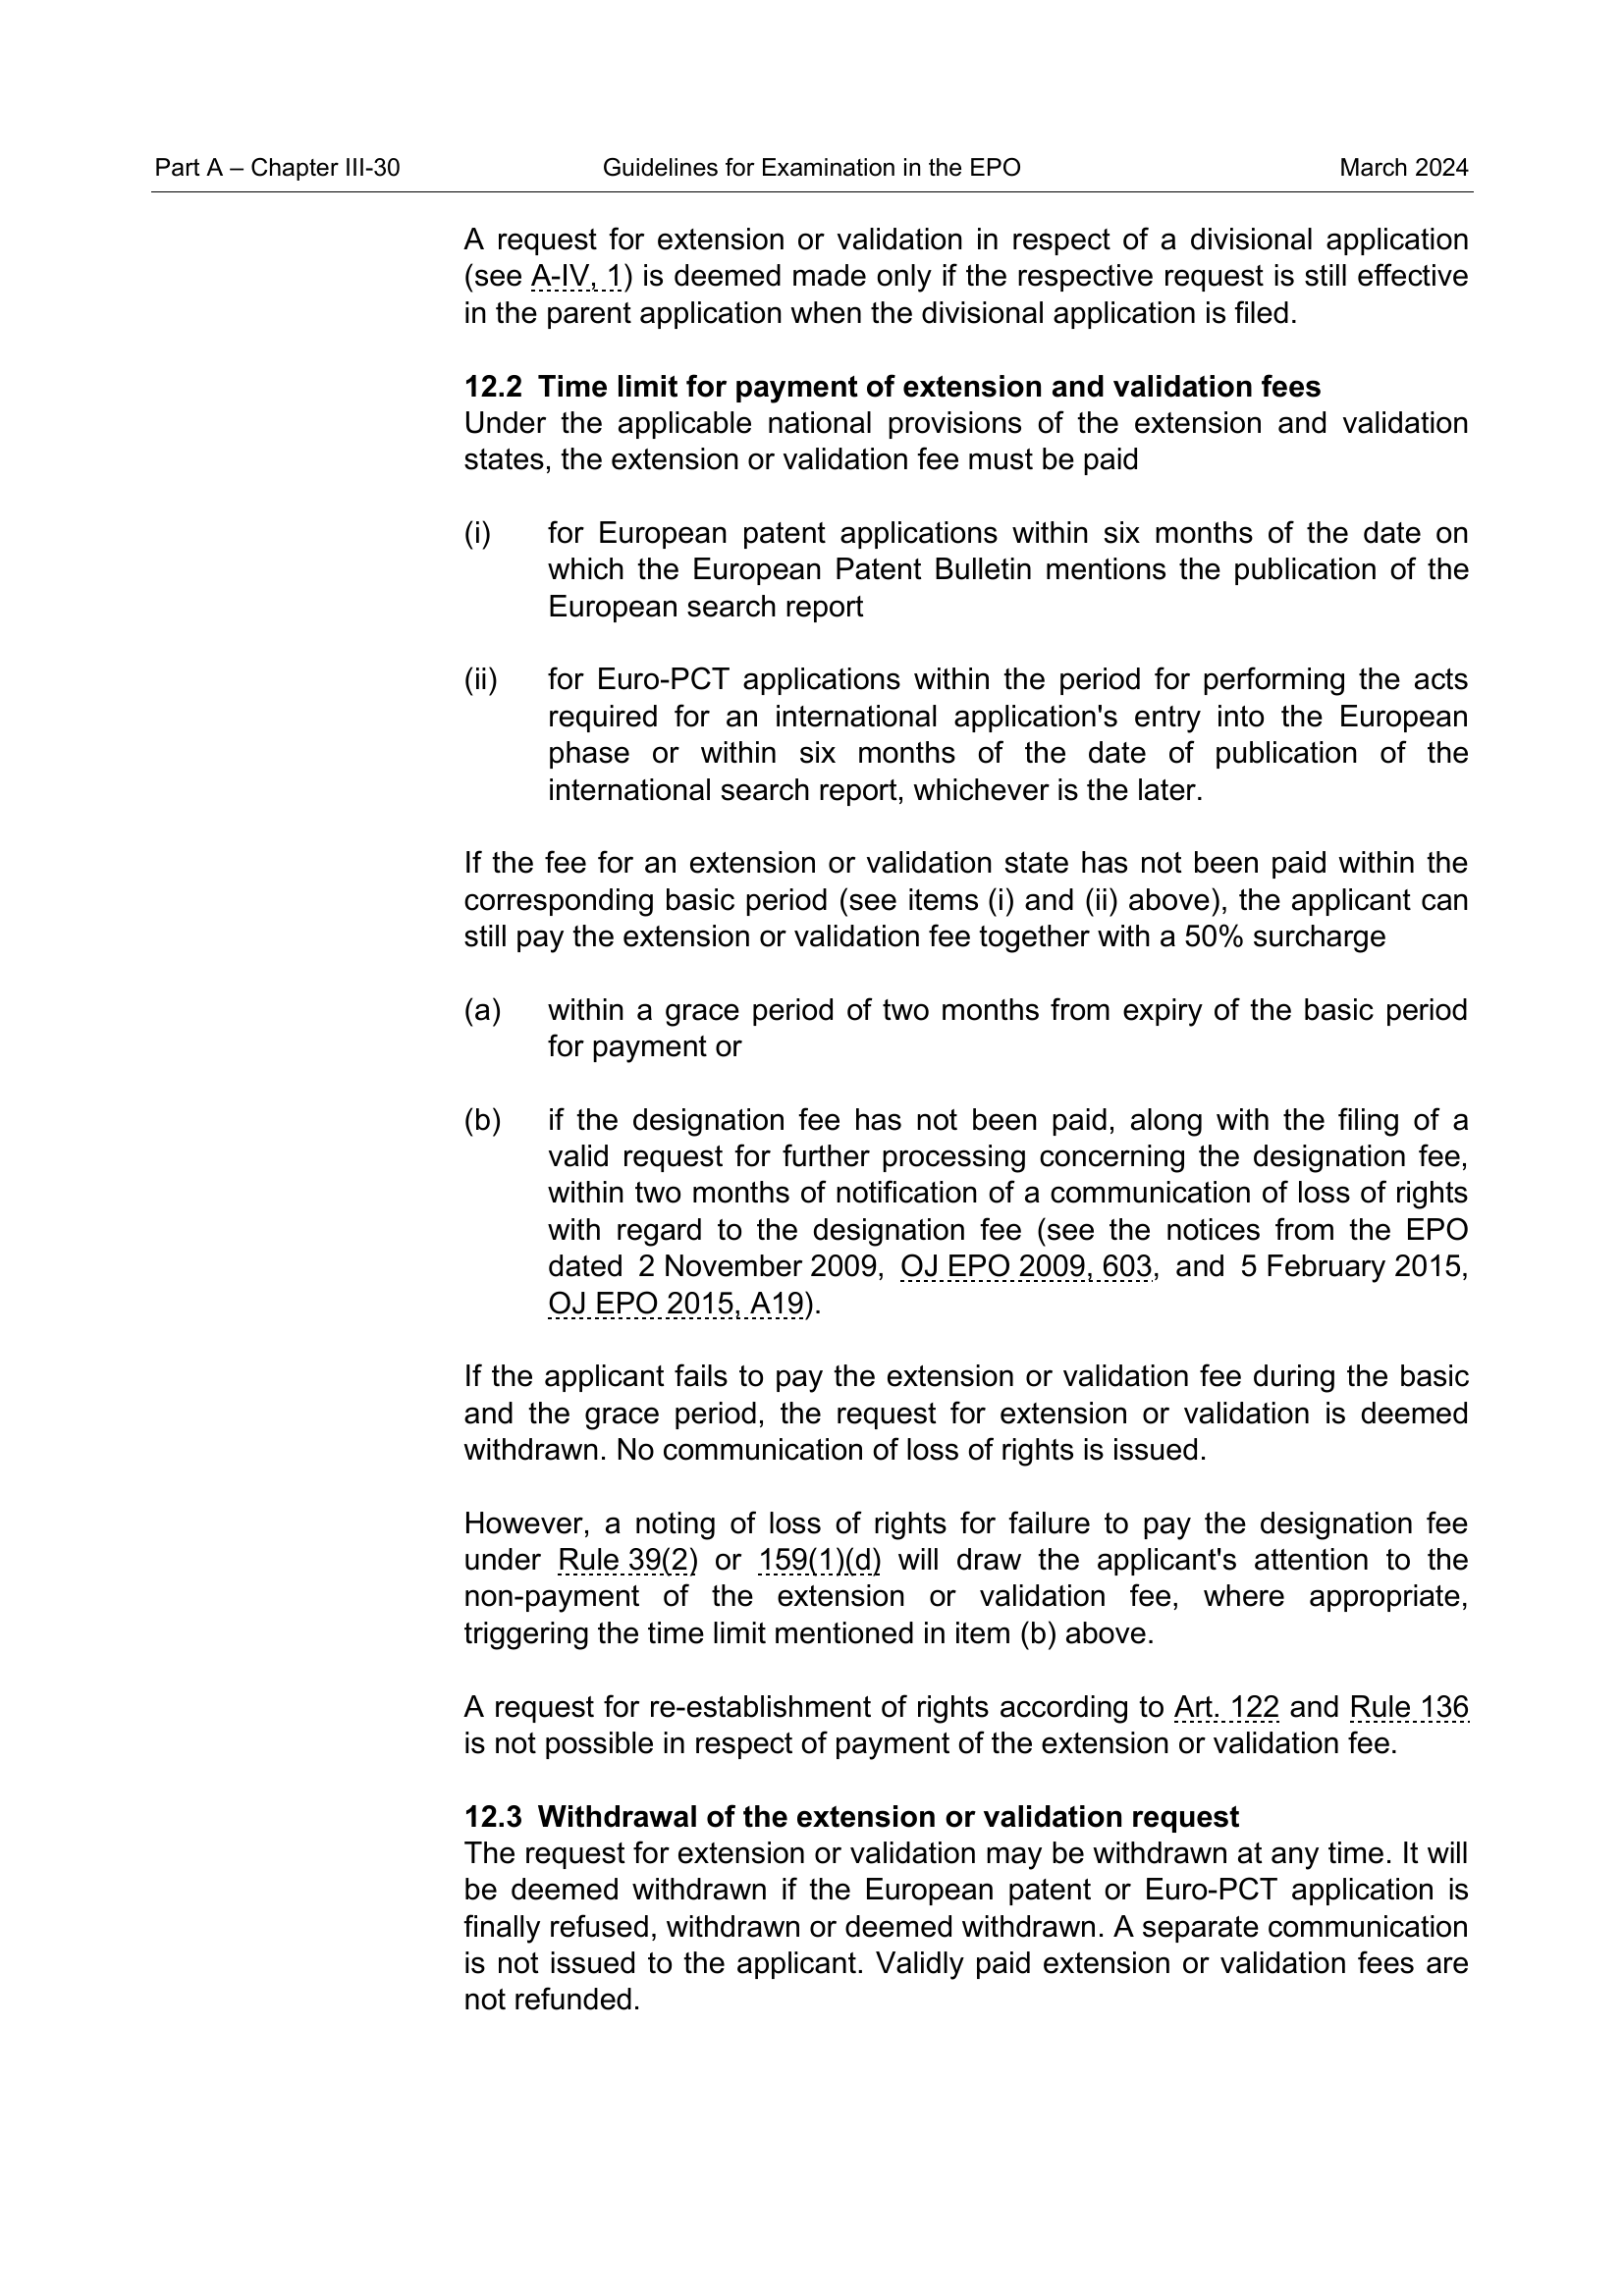 Part A – Chapter III-30 Guidelines for Examination in the EPO March 2024
A request for extension or validation in respect of a divisional application
(see A-IV, 1) is deemed made only if the respective request is still effective
in the parent application when the divisional application is filed.
12.2 Time limit for payment of extension and validation fees
Under the applicable national provisions of the extension and validation
states, the extension or validation fee must be paid
(i) for European patent applications within six months of the date on
which the European Patent Bulletin mentions the publication of the
European search report
(ii) for Euro-PCT applications within the period for performing the acts
required for an international application's entry into the European
phase or within six months of the date of publication of the
international search report, whichever is the later.
If the fee for an extension or validation state has not been paid within the
corresponding basic period (see items (i) and (ii) above), the applicant can
still pay the extension or validation fee together with a 50% surcharge
(a) within a grace period of two months from expiry of the basic period
for payment or
(b) if the designation fee has not been paid, along with the filing of a
valid request for further processing concerning the designation fee,
within two months of notification of a communication of loss of rights
with regard to the designation fee (see the notices from the EPO
dated 2 November 2009, OJ EPO 2009, 603, and 5 February 2015,
OJ EPO 2015, A19).
If the applicant fails to pay the extension or validation fee during the basic
and the grace period, the request for extension or validation is deemed
withdrawn. No communication of loss of rights is issued.
However, a noting of loss of rights for failure to pay the designation fee
under Rule 39(2) or 159(1)(d) will draw the applicant's attention to the
non-payment of the extension or validation fee, where appropriate,
triggering the time limit mentioned in item (b) above.
A request for re-establishment of rights according to Art. 122 and Rule 136
is not possible in respect of payment of the extension or validation fee.
12.3 Withdrawal of the extension or validation request
The request for extension or validation may be withdrawn at any time. It will
be deemed withdrawn if the European patent or Euro-PCT application is
finally refused, withdrawn or deemed withdrawn. A separate communication
is not issued to the applicant. Validly paid extension or validation fees are
not refunded.